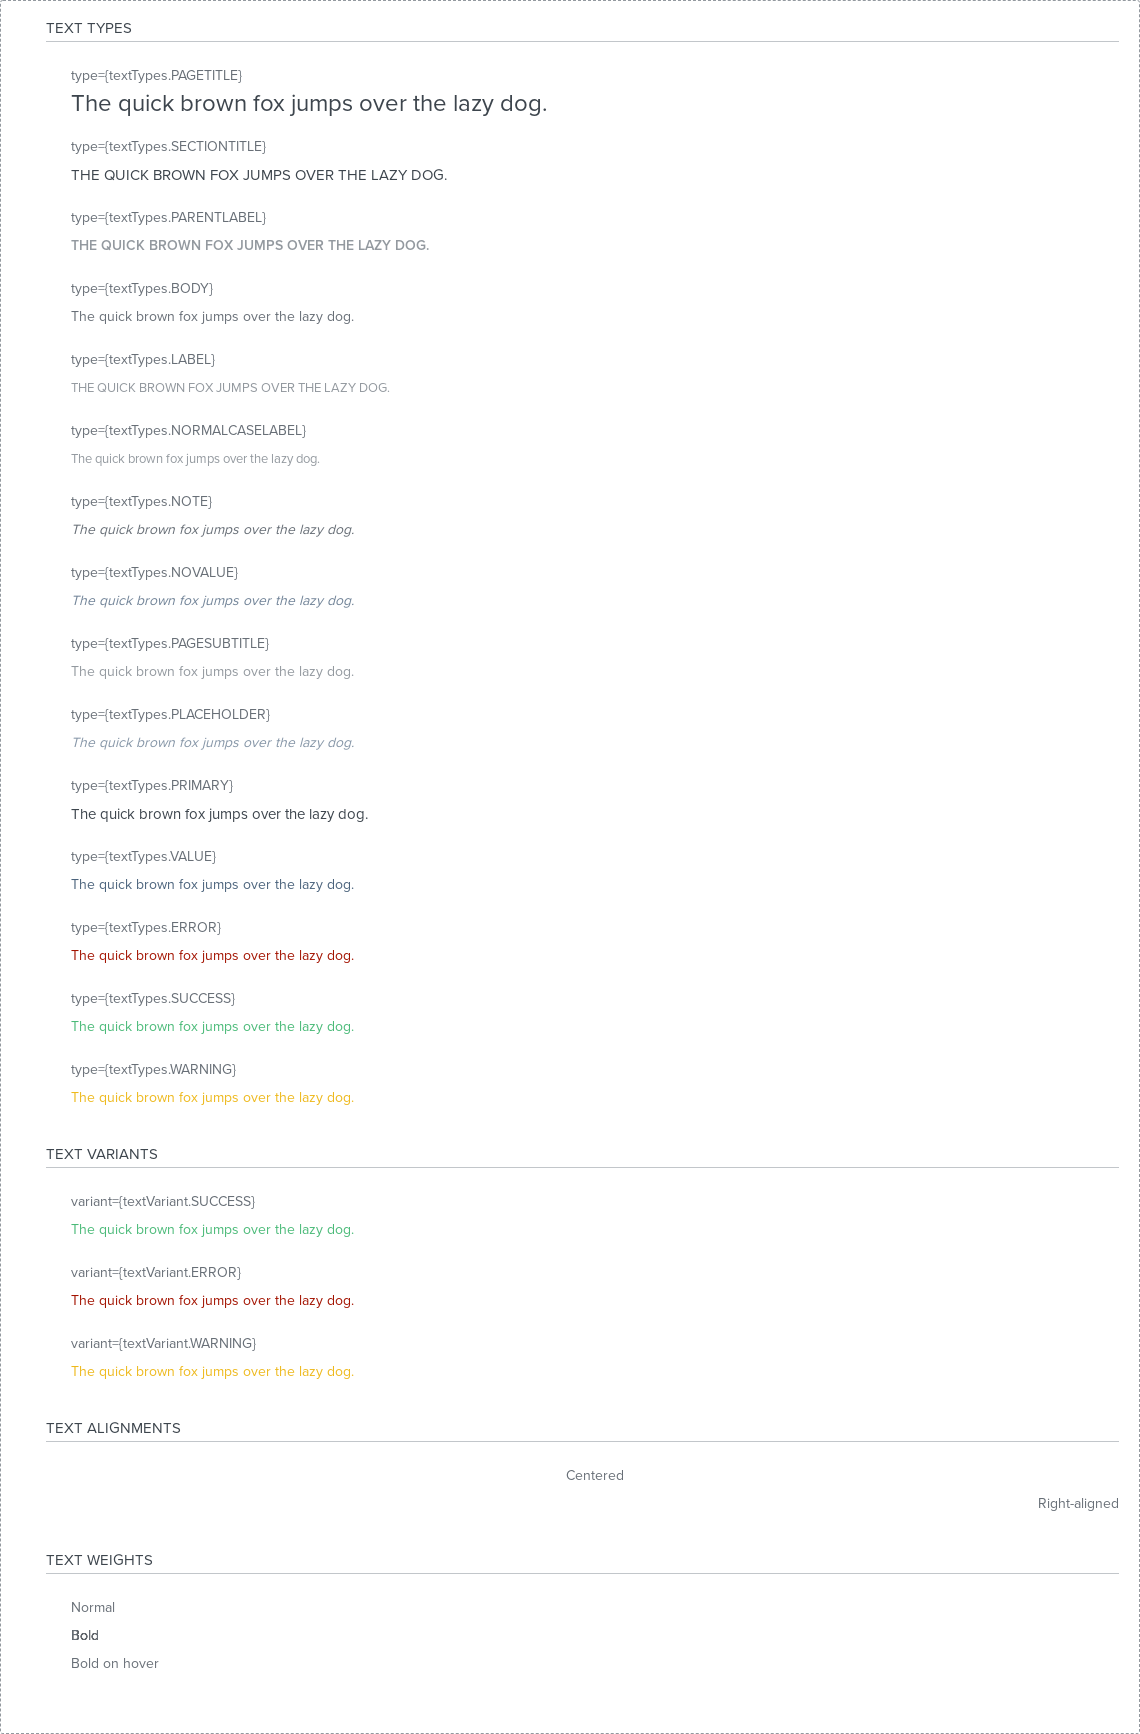 TEXT TYPES
type={textTypes.PAGETITLE}
The quick brown fox jumps over the lazy dog.
type={textTypes.SECTIONTITLE}
THE QUICK BROWN FOX JUMPS OVER THE LAZY DOG.
type={textTypes.PARENTLABEL}
THE QUICK BROWN FOX JUMPS OVER THE LAZY DOG.
type={textTypes.BODY}
The quick brown fox jumps over the lazy dog.
type={textTypes.LABEL}
THE QUICK BROWN FOX JUMPS OVER THE LAZY DOG.
type={textTypes.NORMALCASELABEL}
The quick brown fox jumps over the lazy dog.
type={textTypes.NOTE}
The quick brown fox jumps over the lazy dog.
type={textTypes.NOVALUE}
The quick brown fox jumps over the lazy dog.
type={textTypes.PAGESUBTITLE}
The quick brown fox jumps over the lazy dog.
type={textTypes.PLACEHOLDER}
The quick brown fox jumps over the lazy dog.
type={textTypes.PRIMARY}
The quick brown fox jumps over the lazy dog.
type={textTypes.VALUE}
The quick brown fox jumps over the lazy dog.
type={textTypes.ERROR}
The quick brown fox jumps over the lazy dog.
type={textTypes.SUCCESS}
The quick brown fox jumps over the lazy dog.
type={textTypes.WARNING}
The quick brown fox jumps over the lazy dog.
TEXT VARIANTS
variant={textVariant.SUCCESS}
The quick brown fox jumps over the lazy dog.
variant={textVariant.ERROR}
The quick brown fox jumps over the lazy dog.
variant={textVariant.WARNING}
The quick brown fox jumps over the lazy dog.
TEXT ALIGNMENTS
Centered
Right-aligned
TEXT WEIGHTS
Normal
Bold
Bold on hover